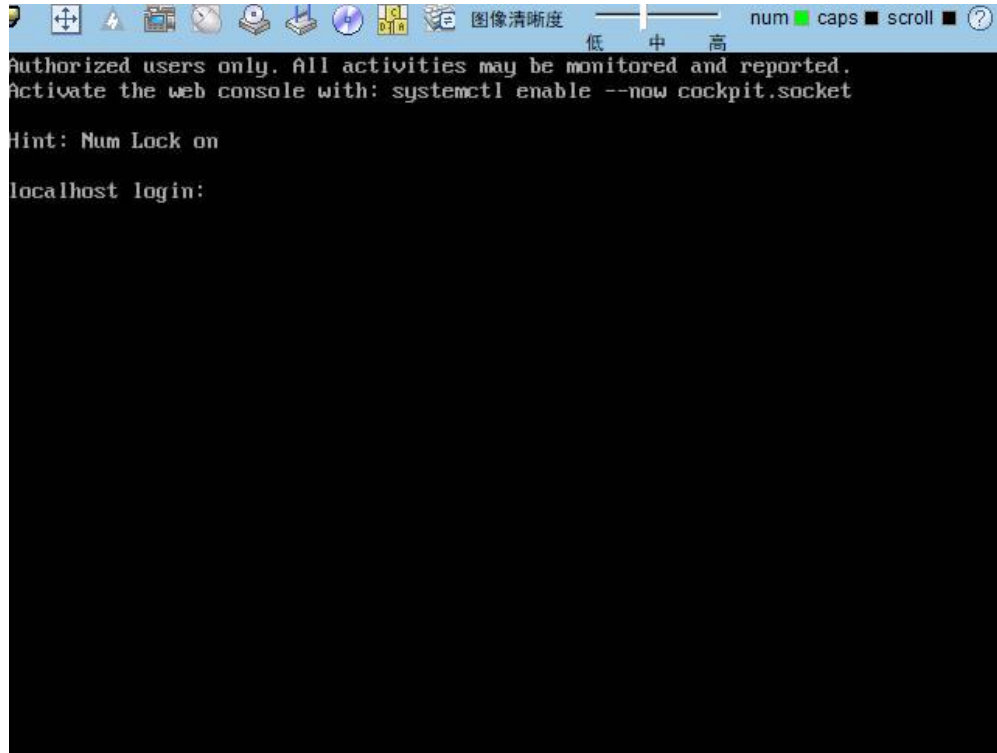 图像清晰度 低 中 高 num caps scroll ?
Authorized users only. All activities may be monitored and reported.
Activate the web console with: systemctl enable --now cockpit.socket
Hint: Num Lock on
localhost login: